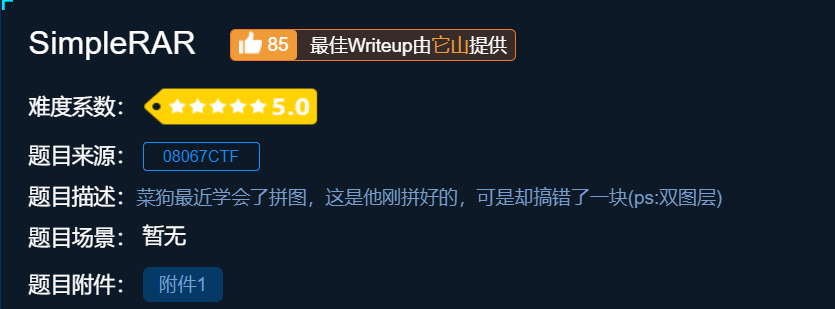 SimpleRAR 85 最佳Writeup由它山提供
难度系数： 5.0
题目来源： 08067CTF
题目描述：菜狗最近学会了拼图，这是他刚拼好的，可是却搞错了一块(ps:双图层)
题目场景： 暂无
题目附件： 附件1